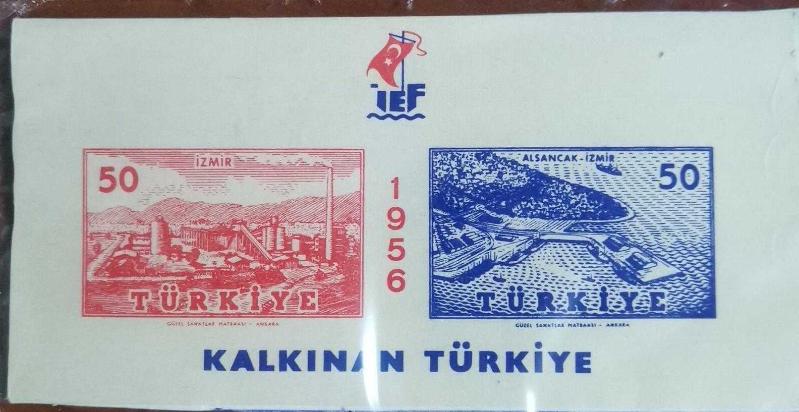 İEF
İZMİR
50
TÜRKİYE
GÜZEL SANATLAR MATBAASI - ANKARA
1956
ALSANCAK - İZMİR
50
TÜRKİYE
GÜZEL SANATLAR MATBAASI - ANKARA
KALKINAN TÜRKİYE